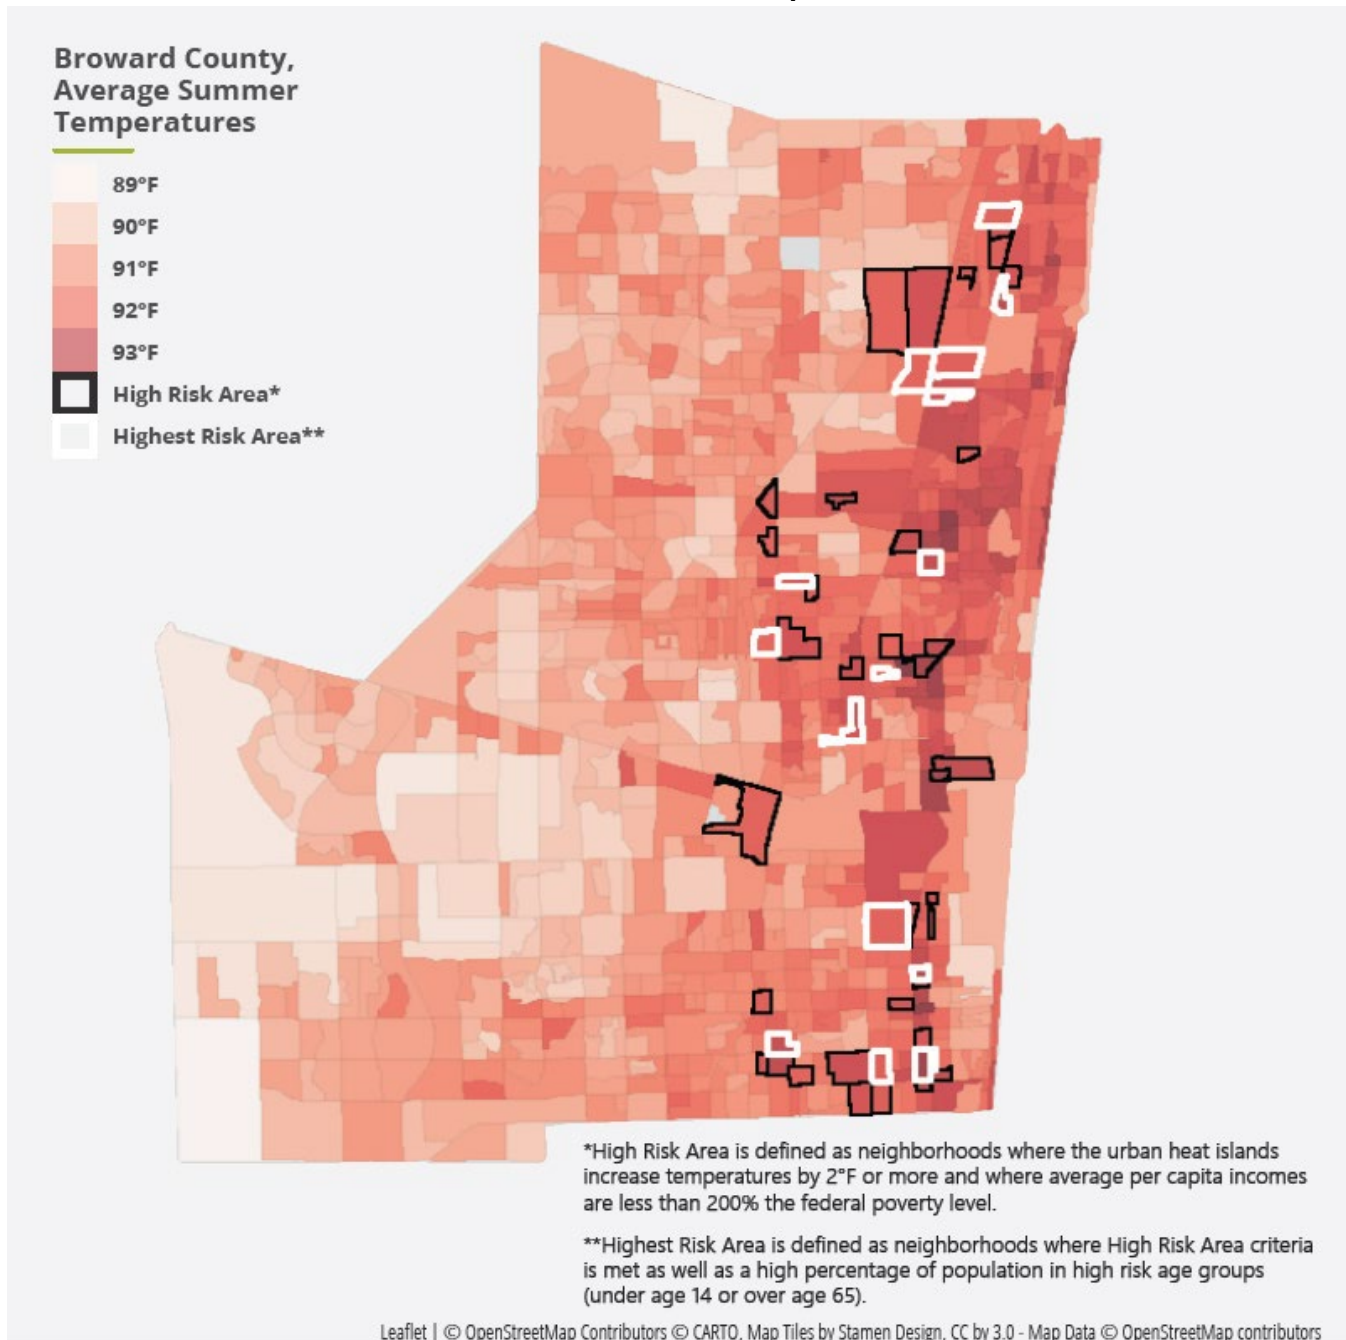 Broward County,
Average Summer
Temperatures
89°F
90°F
91°F
92°F
93°F
High Risk Area*
Highest Risk Area**
*High Risk Area is defined as neighborhoods where the urban heat islands
increase temperatures by 2°F or more and where average per capita incomes
are less than 200% the federal poverty level.
**Highest Risk Area is defined as neighborhoods where High Risk Area criteria
is met as well as a high percentage of population in high risk age groups
(under age 14 or over age 65).
Leaflet | © OpenStreetMap Contributors © CARTO, Map Tiles by Stamen Design, CC by 3.0 - Map Data © OpenStreetMap contributors